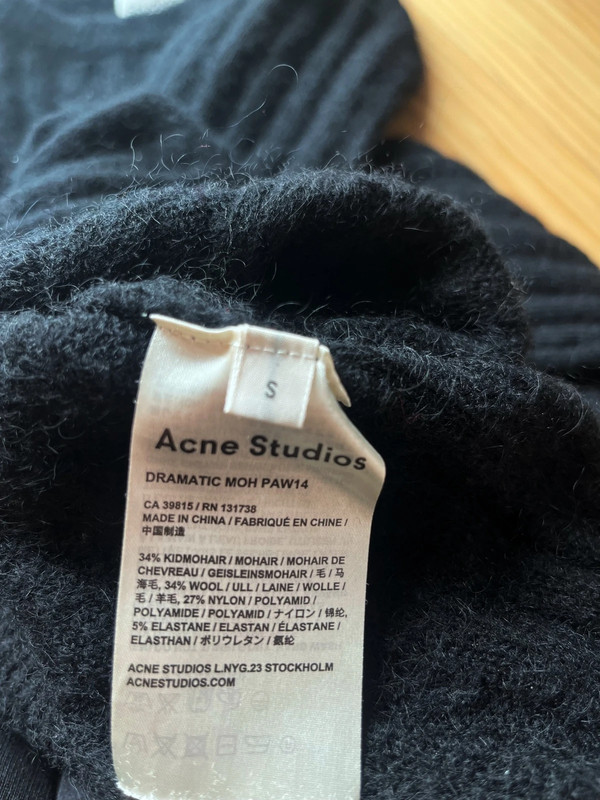 S
Acne Studios
DRAMATIC MOH PAW14
CA 39815 / RN 131738
MADE IN CHINA / FABRIQUÉ EN CHINE /
中国制造
34% KIDMOHAIR / MOHAIR / MOHAIR DE
CHEVREAU / GEISLEINSMOHAIR / 毛 / 马
海毛, 34% WOOL / ULL / LAINE / WOLLE /
毛 / 羊毛, 27% NYLON / POLYAMID /
POLYAMIDE / POLYAMID / ナイロン / 锦纶,
5% ELASTANE / ELASTAN / ÉLASTANE /
ELASTHAN / ポリウレタン / 氨纶
ACNE STUDIOS L.NYG.23 STOCKHOLM
ACNESTUDIOS.COM